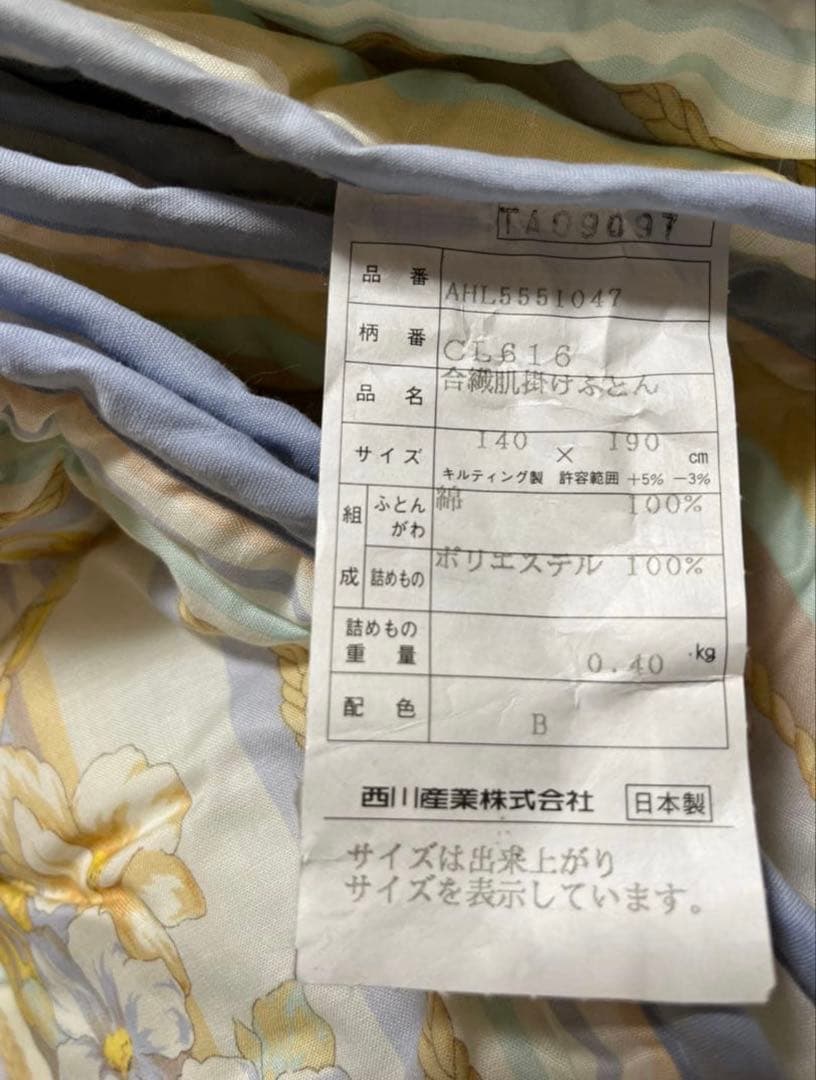 TA09097
品番 AHL5551047
柄番 CL616
品名 合繊肌掛けふとん
サイズ 140 × 190 cm
キルティング製 許容範囲 +5% -3%
組成 ふとんがわ 綿 100%
詰めもの ポリエステル 100%
詰めもの重量 0.40 kg
配色 B
西川産業株式会社 日本製
サイズは出来上がり
サイズを表示しています。